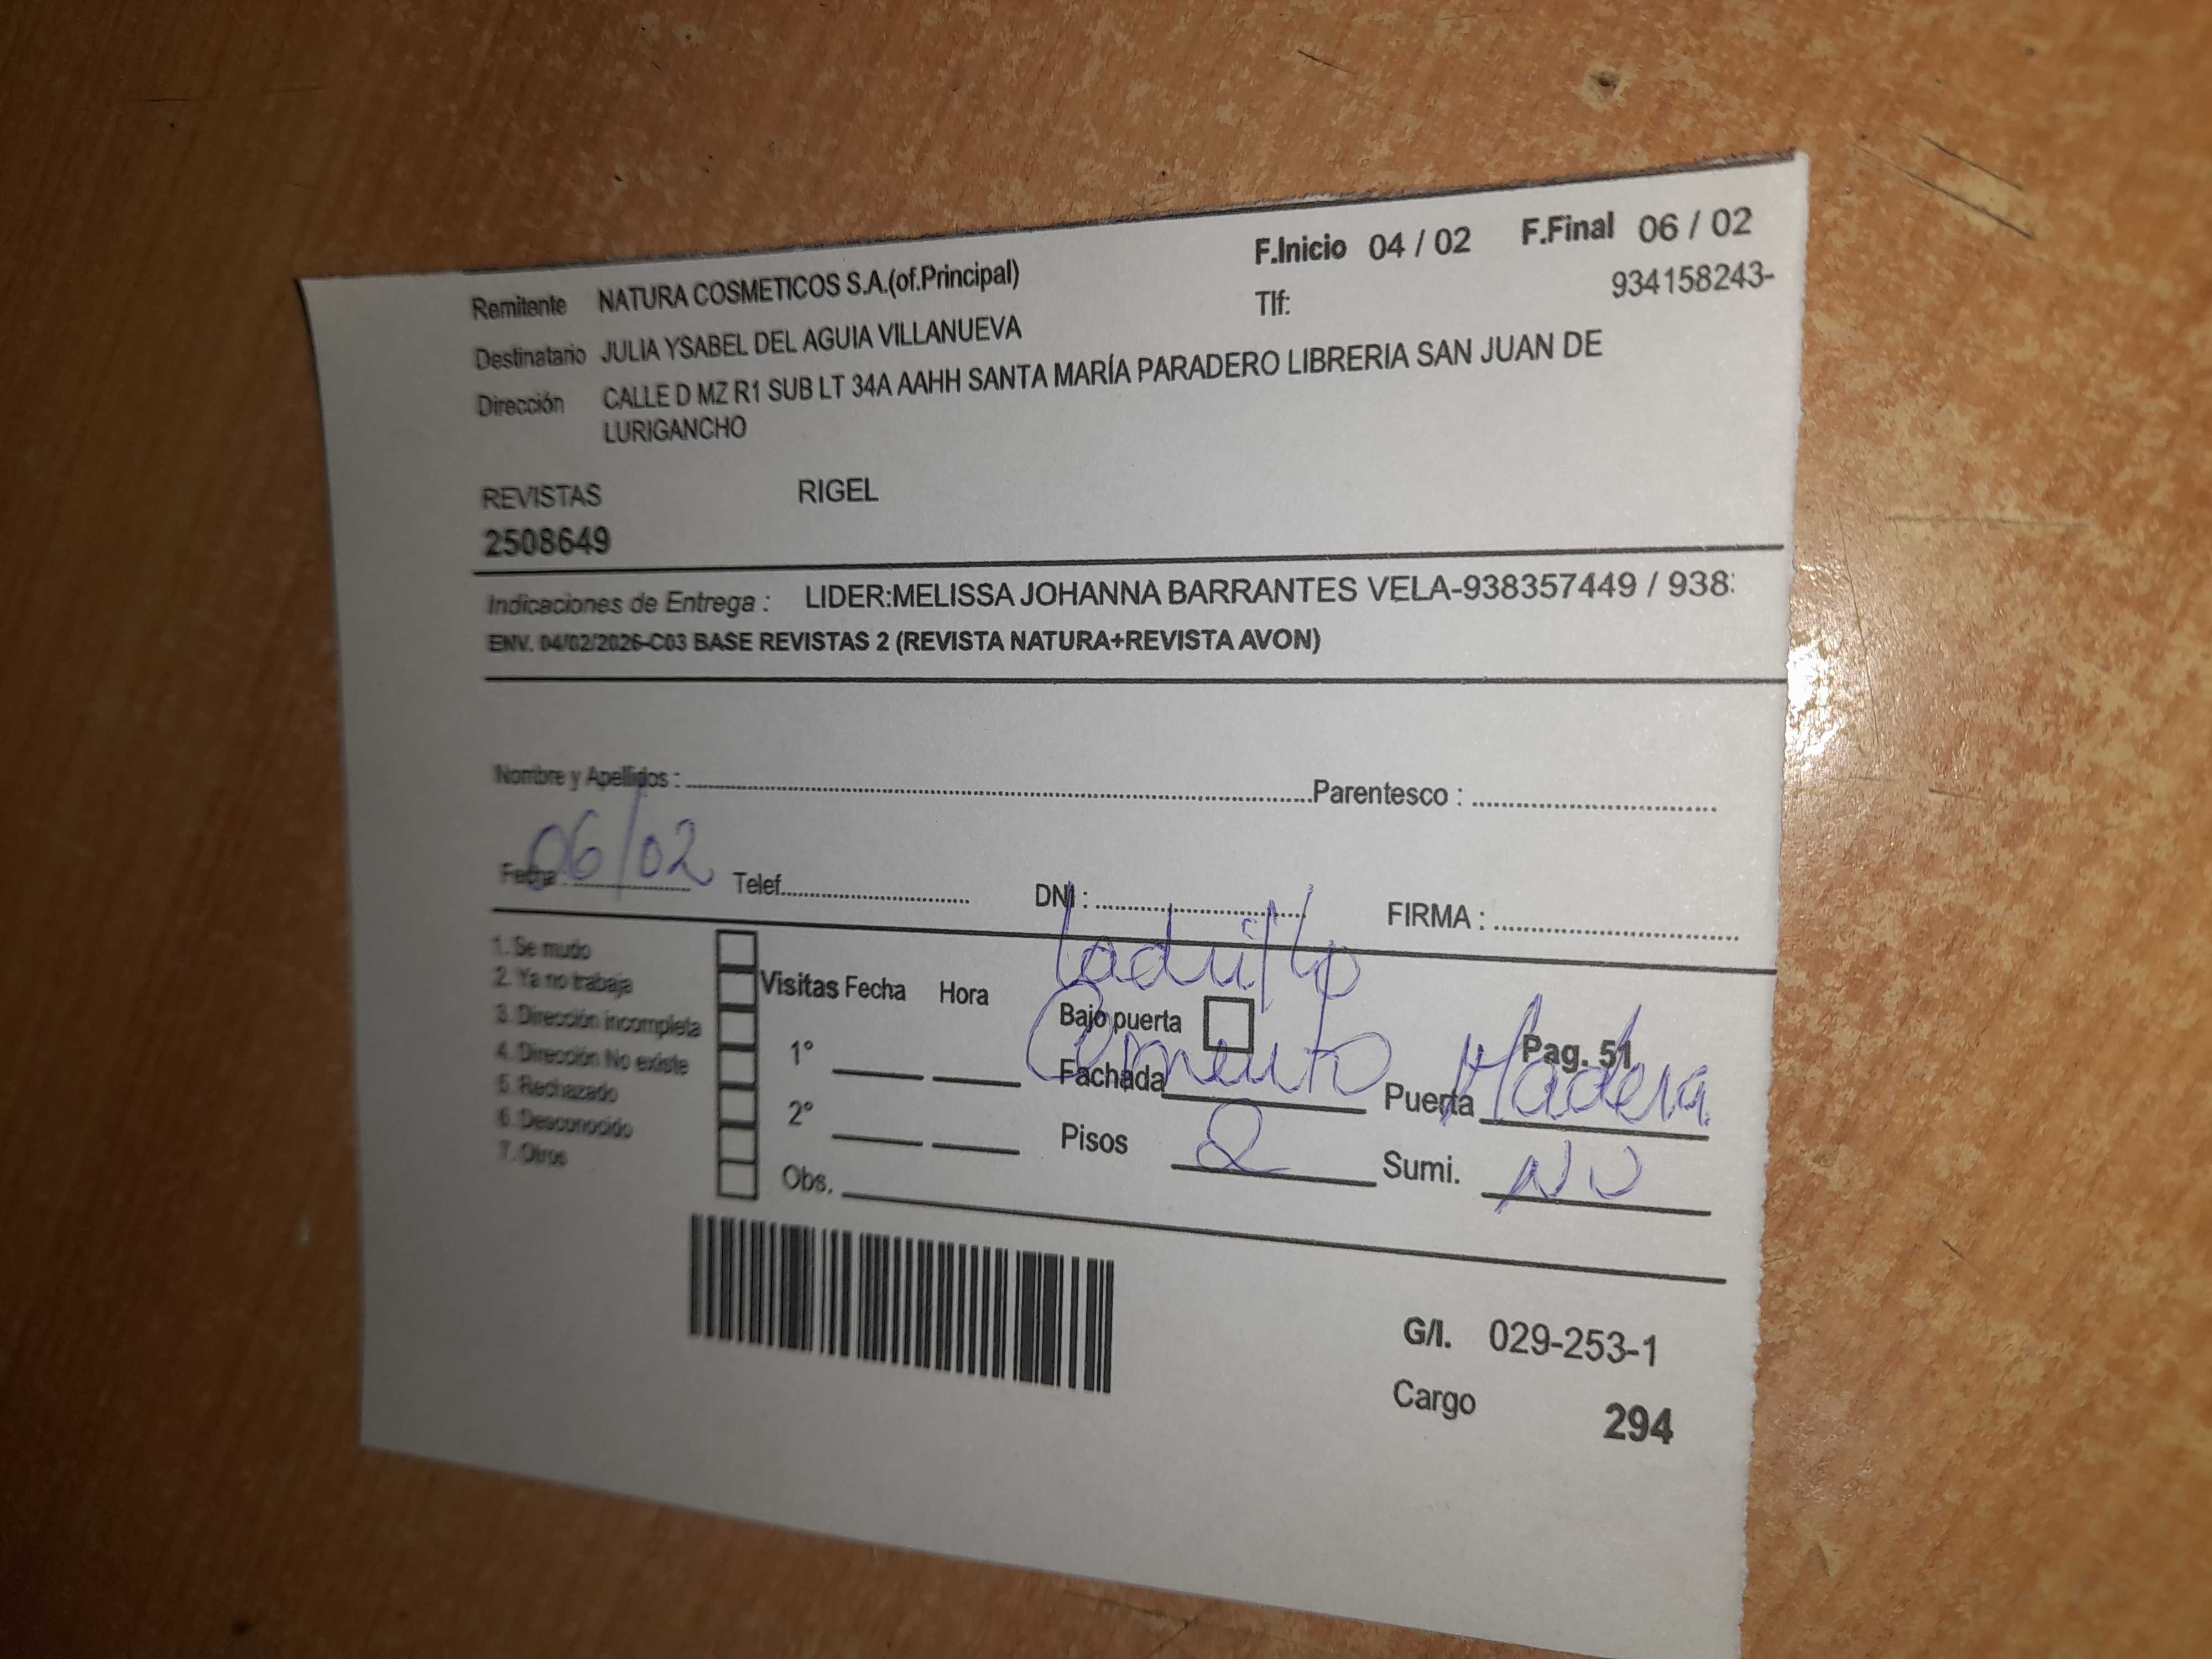 F.Inicio 04 / 02 F.Final 06 / 02
Remitente NATURA COSMETICOS S.A.(of.Principal) Tlf: 934158243-
Destinatario JULIA YSABEL DEL AGUIA VILLANUEVA
Dirección CALLE D MZ R1 SUB LT 34A AAHH SANTA MARÍA PARADERO LIBRERIA SAN JUAN DE
LURIGANCHO
REVISTAS RIGEL
2508649
Indicaciones de Entrega : LIDER:MELISSA JOHANNA BARRANTES VELA-938357449 / 938
ENV. 04/02/2026-C03 BASE REVISTAS 2 (REVISTA NATURA+REVISTA AVON)
Nombre y Apellidos : Parentesco :
Fecha : 06/02 Telef. DNI : FIRMA :
1. Se mudo
2. Ya no trabaja
3. Dirección incompleta
4. Dirección No existe
5. Rechazado
6. Desconocido
7. Otros
Visitas Fecha Hora
1°
2°
Obs.
ladrillo
Bajo puerta
Pag. 51
Fachada Cemento Puerta Madera
Pisos 2 Sumi. NO
G/I. 029-253-1
Cargo 294